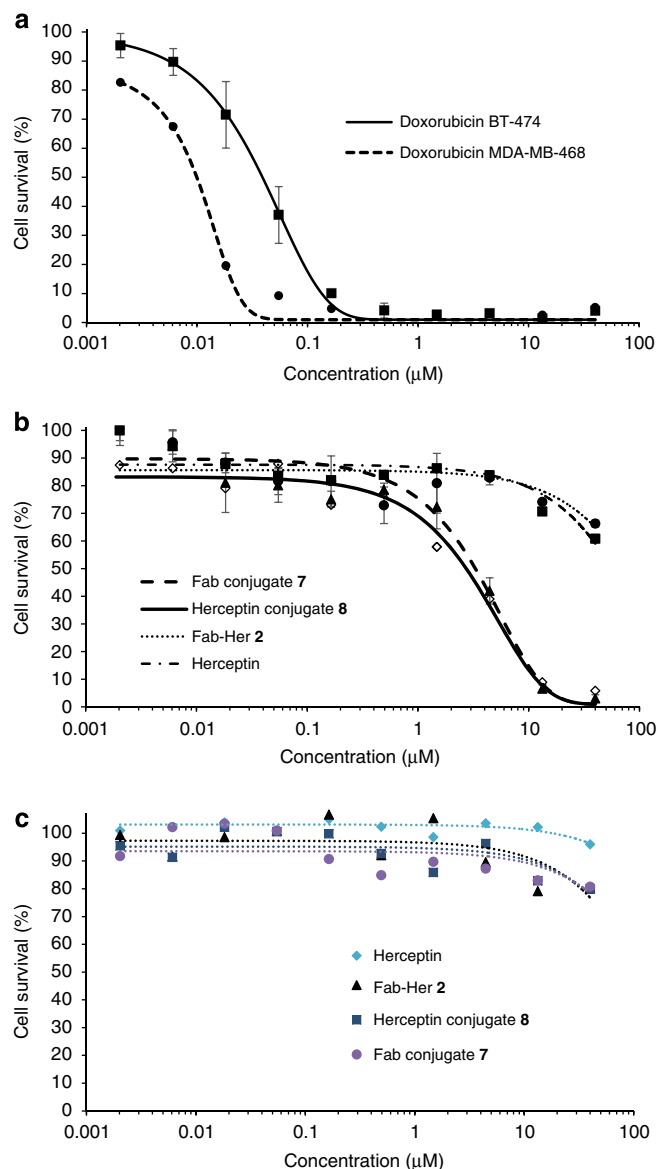 a
100
90
80
70
60
50
40
30
20
10
0
Cell survival (%)
Doxorubicin BT-474
Doxorubicin MDA-MB-468
0.001 0.01 0.1 1 10 100
Concentration (μM)
b
100
90
80
70
60
50
40
30
20
10
0
Cell survival (%)
Fab conjugate 7
Herceptin conjugate 8
Fab-Her 2
Herceptin
0.001 0.01 0.1 1 10 100
Concentration (μM)
c
100
90
80
70
60
50
40
30
20
10
0
Cell survival (%)
Herceptin
Fab-Her 2
Herceptin conjugate 8
Fab conjugate 7
0.001 0.01 0.1 1 10 100
Concentration (μM)